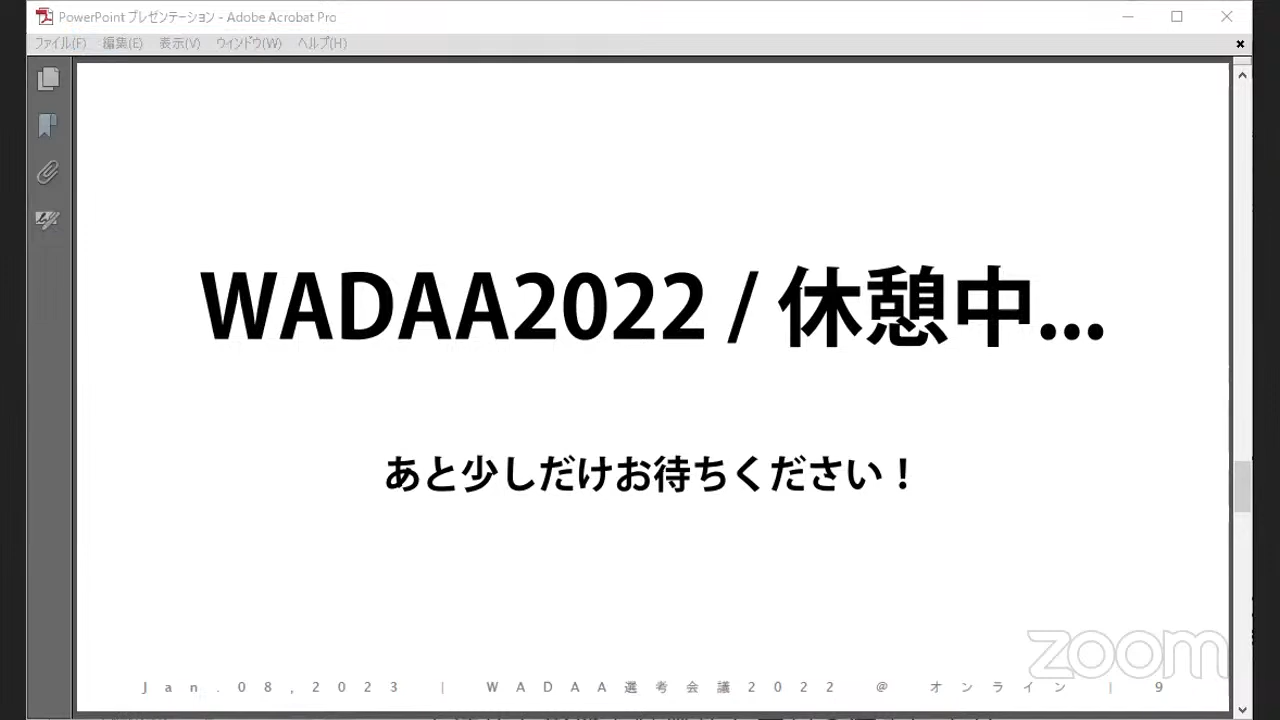 PowerPoint プレゼンテーション - Adobe Acrobat Pro
ファイル(F) 編集(E) 表示(V) ウィンドウ(W) ヘルプ(H)
WADAA2022 / 休憩中...
あと少しだけお待ちください！
zoom
Jan.08,2023 | WADAA選考会議2022 @ オンライン | 9